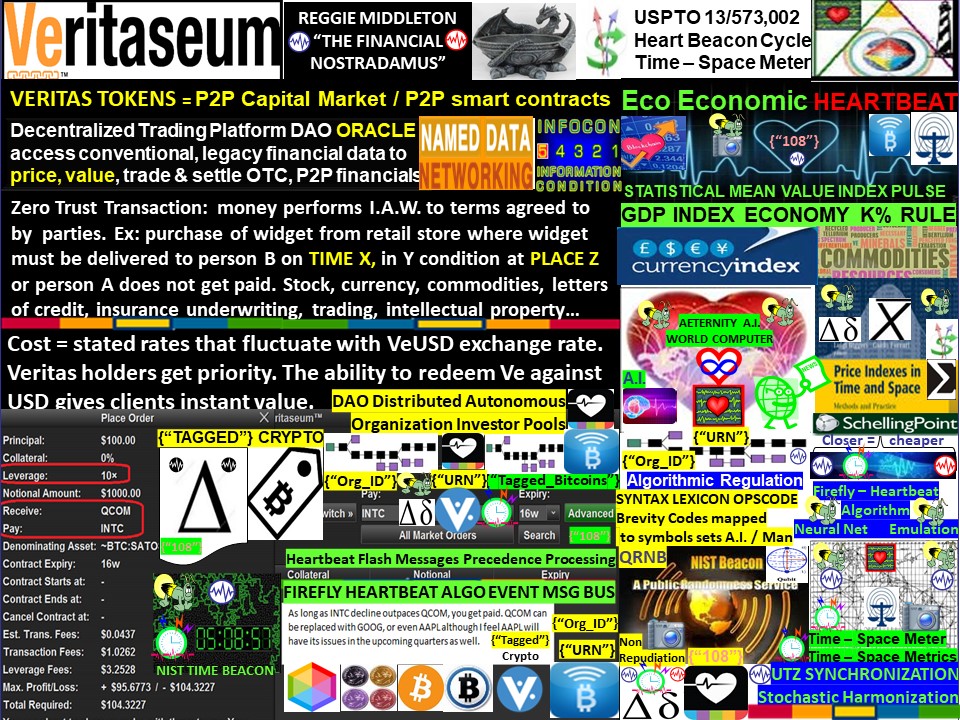 Veritaseum
TM
REGGIE MIDDLETON
"THE FINANCIAL
NOSTRADAMUS"
USPTO 13/573,002
Heart Beacon Cycle
Time – Space Meter
VERITAS TOKENS = P2P Capital Market / P2P smart contracts
Decentralized Trading Platform DAO ORACLE
access conventional, legacy financial data to
price, value, trade & settle OTC, P2P financials
NAMED DATA
NETWORKING
INFOCON
5 4 3 2 1
INFORMATION
CONDITION
Eco Economic HEARTBEAT
Blockchain
{"108"}
STATISTICAL MEAN VALUE INDEX PULSE
GDP INDEX ECONOMY K% RULE
Zero Trust Transaction: money performs I.A.W. to terms agreed to
by parties. Ex: purchase of widget from retail store where widget
must be delivered to person B on TIME X, in Y condition at PLACE Z
or person A does not get paid. Stock, currency, commodities, letters
of credit, insurance underwriting, trading, intellectual property…
£ $ € ¥
currencyindex
MINERALS
COMMODITIES
RESOURCES
AETERNITY A.I.
WORLD COMPUTER
A.I.
NEWS
Δδ
X
Price Indexes in
Time and Space
Methods and Practice
Σ
SchellingPoint
Closer = cheaper
Cost = stated rates that fluctuate with VeUSD exchange rate.
Veritas holders get priority. The ability to redeem Ve against
USD gives clients instant value.
DAO Distributed Autonomous
Organization Investor Pools
{"Org_ID"}
{"URN"}
{"Tagged_Bitcoins"}
Place Order
X
ritaseum™
Principal: $100.00
Collateral: 0%
Leverage: 10×
Notional Amount: $1000.00
Receive: QCOM
Pay: INTC
Denominating Asset: ~BTC:SATO
Contract Expiry: 16w
Contract Starts at: -
Contract Ends at: -
Cancel Contract at: -
Est. Trans. Fees: $0.0437
Transaction Fees: $1.0262
Leverage Fees: $3.2528
Max. Profit/Loss: + $95.6773 / - $104.3227
Total Required: $104.3227
{"TAGGED"} CRYPTO
Δ
{"108"}
NIST TIME BEACON
Pay:
Expiry:
witch »
INTC
Δδ
16w
Advanced
All Market Orders
Search
{"108"}
Heartbeat Flash Messages Precedence Processing
Collateral
Notional
Expiry
FIREFLY HEARTBEAT ALGO EVENT MSG BUS
As long as INTC decline outpaces QCOM, you get paid. QCOM can
be replaced with GOOG, or even AAPL although I feel AAPL will
have its issues in the upcoming quarters as well.
{"Tagged"}
Crypto
{"Org_ID"}
{"URN"}
{"URN"}
{"Org_ID"}
Algorithmic Regulation
SYNTAX LEXICON OPSCODE
Brevity Codes mapped
to symbols sets A.I. / Man
QRNB
NIST Beacon
A Public Randomness Service
Qubit
Non
Repudiation
{"108"}
Δδ
Firefly – Heartbeat
Algorithm
Neural Net Emulation
Time – Space Meter
Time – Space Metrics
UTZ SYNCHRONIZATION
Stochastic Harmonization